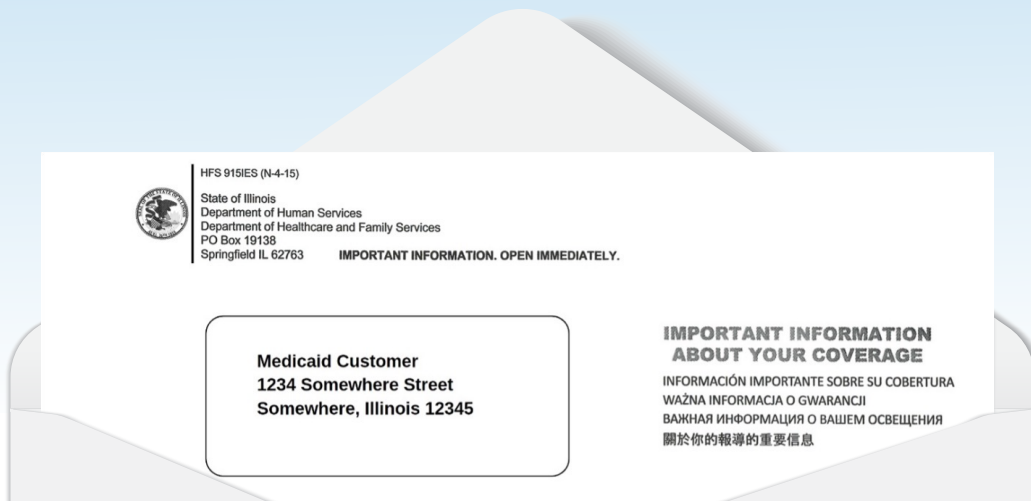 HFS 915IES (N-4-15)
State of Illinois
Department of Human Services
Department of Healthcare and Family Services
PO Box 19138
Springfield IL 62763 IMPORTANT INFORMATION. OPEN IMMEDIATELY.
Medicaid Customer
1234 Somewhere Street
Somewhere, Illinois 12345
IMPORTANT INFORMATION
ABOUT YOUR COVERAGE
INFORMACIÓN IMPORTANTE SOBRE SU COBERTURA
WAŻNA INFORMACJA O GWARANCJI
ВАЖНАЯ ИНФОРМАЦИЯ О ВАШЕМ ОСВЕЩЕНИЯ
關於你的報導的重要信息